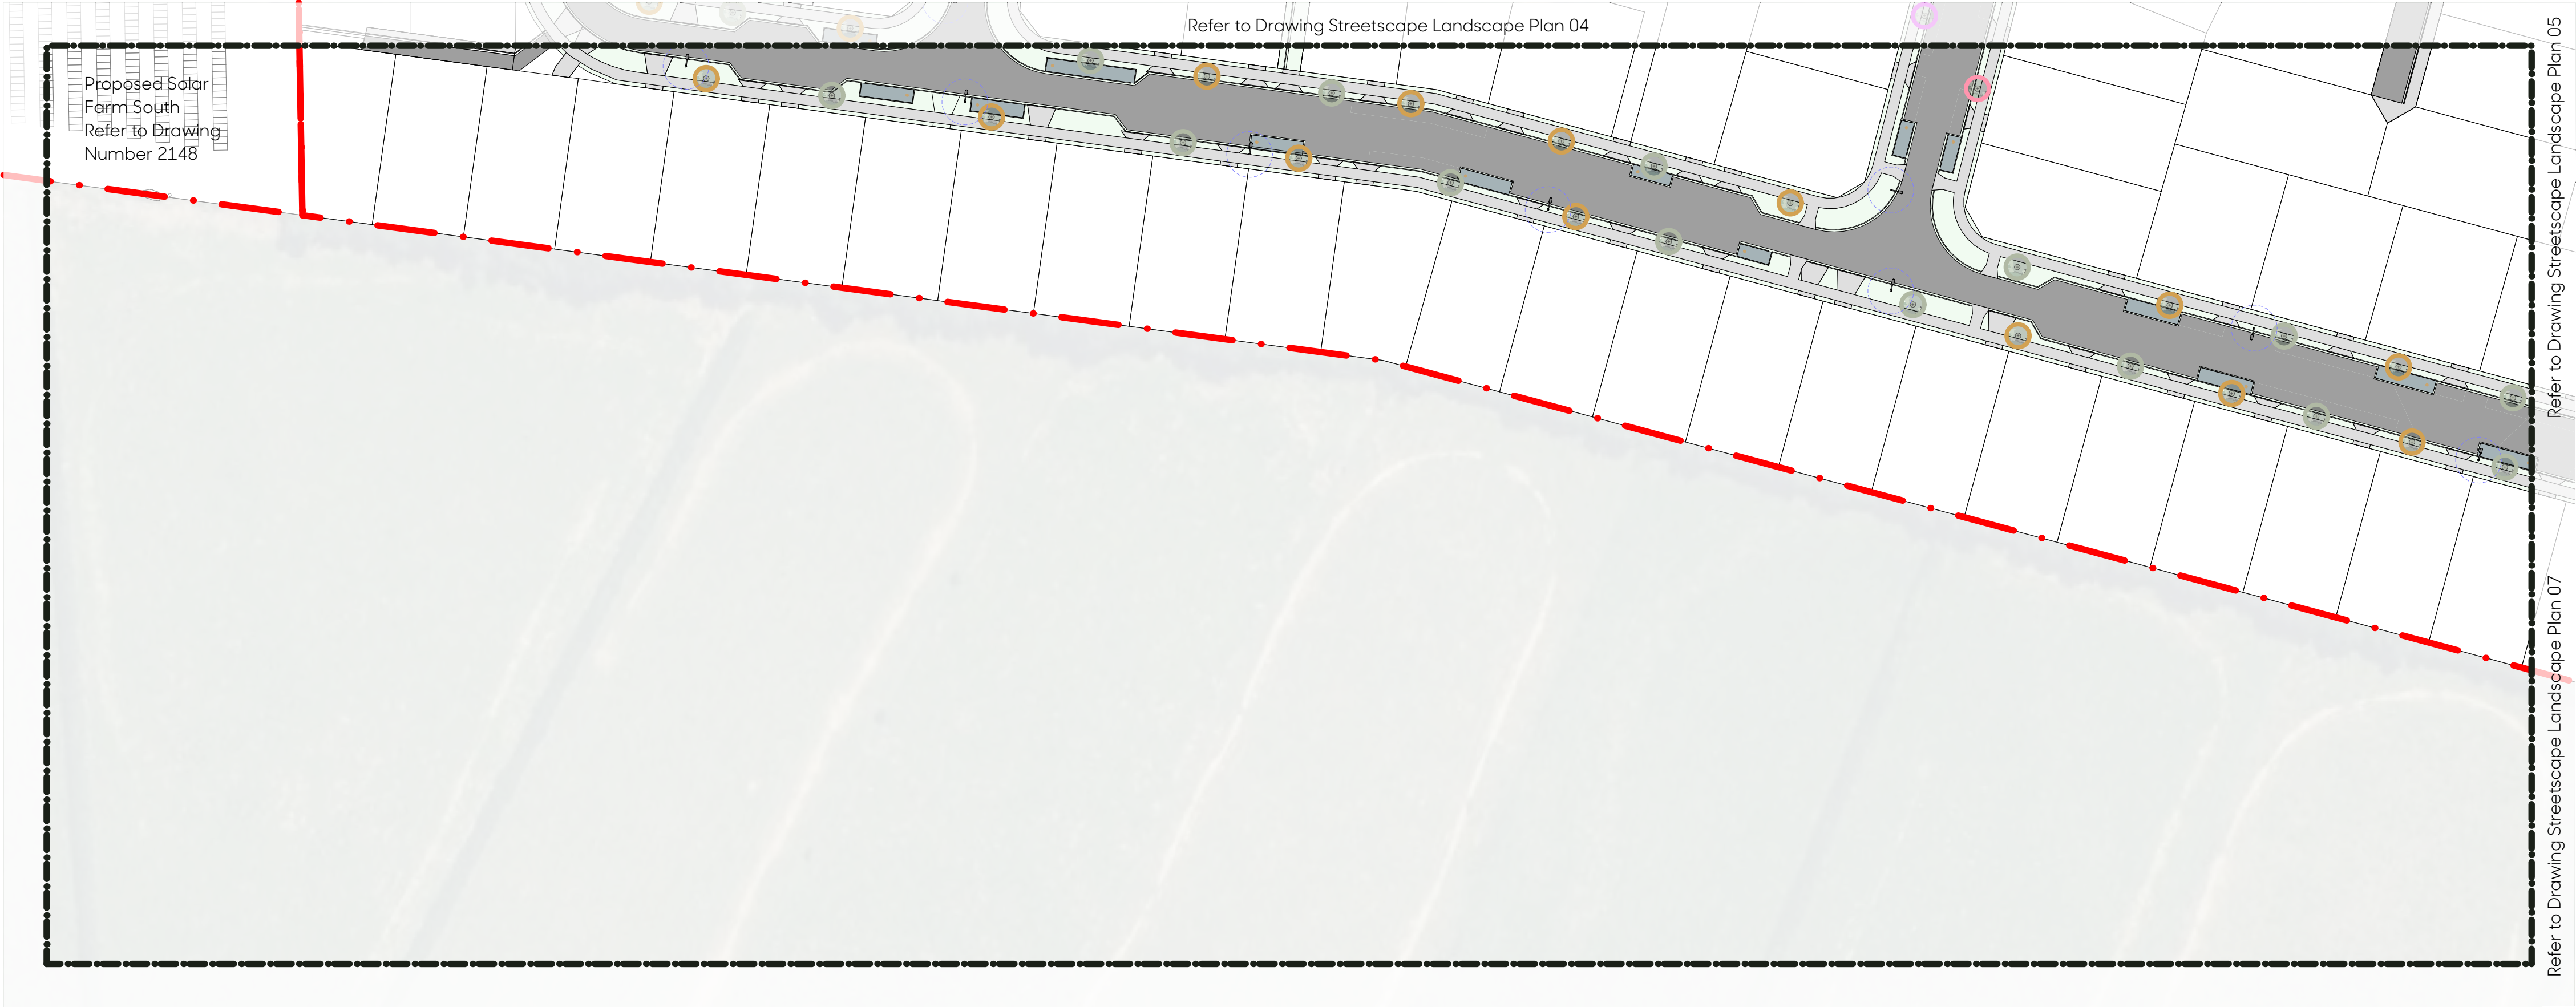 Refer to Drawing Streetscape Landscape Plan 04
Proposed Solar
Farm South
Refer to Drawing
Number 2148
Refer to Drawing Streetscape Landscape Plan 05
Refer to Drawing Streetscape Landscape Plan 07